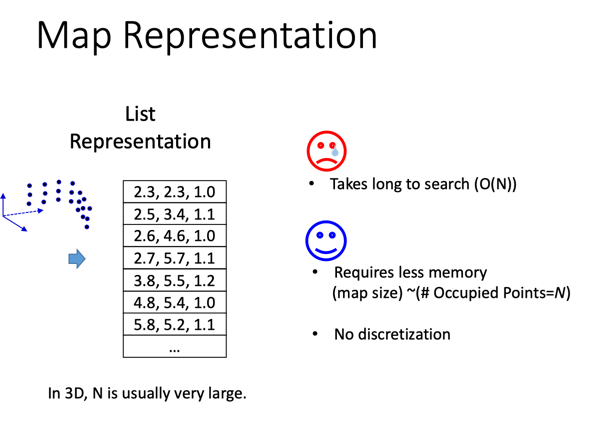 Map Representation
List
Representation
2.3, 2.3, 1.0
2.5, 3.4, 1.1
2.6, 4.6, 1.0
2.7, 5.7, 1.1
3.8, 5.5, 1.2
4.8, 5.4, 1.0
5.8, 5.2, 1.1
...
In 3D, N is usually very large.
• Takes long to search (O(N))
• Requires less memory
(map size) ~(# Occupied Points=N)
• No discretization